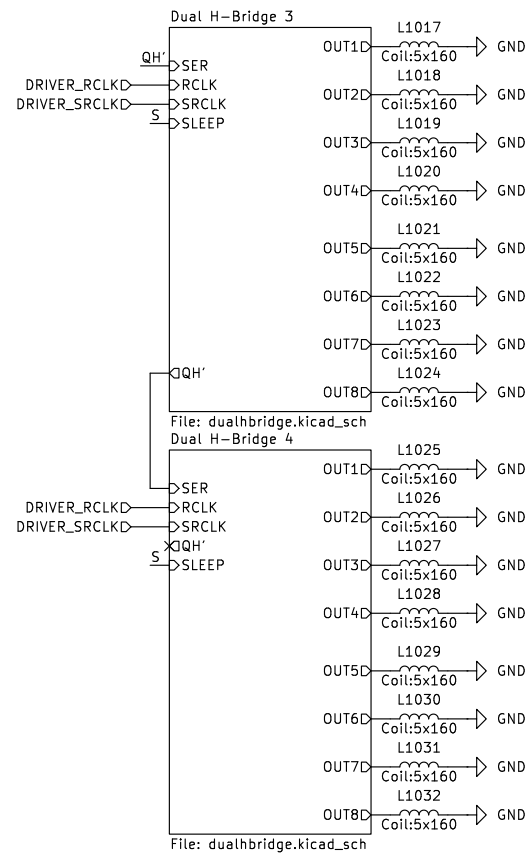 Dual H-Bridge 3
QH'
SER
DRIVER_RCLK
RCLK
DRIVER_SRCLK
SRCLK
S
SLEEP
QH'
OUT1
L1017
Coil:5x160
GND
OUT2
L1018
Coil:5x160
GND
OUT3
L1019
Coil:5x160
GND
OUT4
L1020
Coil:5x160
GND
OUT5
L1021
Coil:5x160
GND
OUT6
L1022
Coil:5x160
GND
OUT7
L1023
Coil:5x160
GND
OUT8
L1024
Coil:5x160
GND
File: dualhbridge.kicad_sch
Dual H-Bridge 4
SER
DRIVER_RCLK
RCLK
DRIVER_SRCLK
SRCLK
QH'
S
SLEEP
OUT1
L1025
Coil:5x160
GND
OUT2
L1026
Coil:5x160
GND
OUT3
L1027
Coil:5x160
GND
OUT4
L1028
Coil:5x160
GND
OUT5
L1029
Coil:5x160
GND
OUT6
L1030
Coil:5x160
GND
OUT7
L1031
Coil:5x160
GND
OUT8
L1032
Coil:5x160
GND
File: dualhbridge.kicad_sch